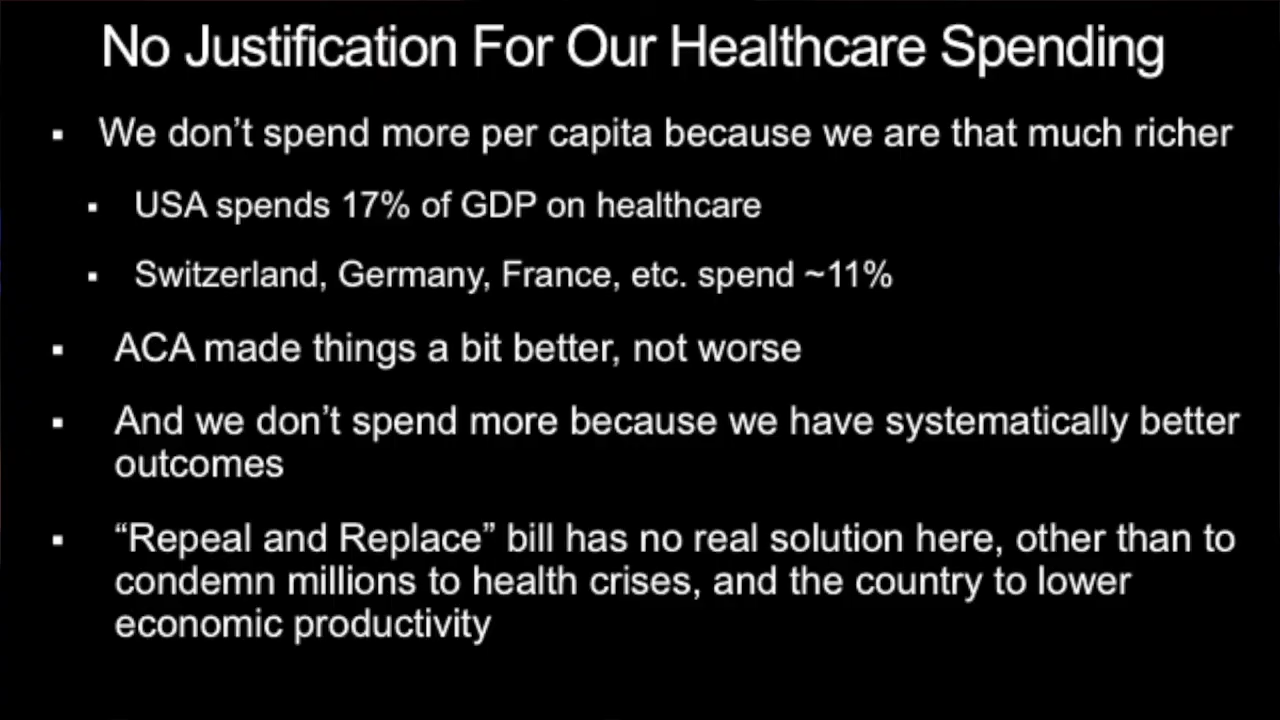 No Justification For Our Healthcare Spending
▪ We don’t spend more per capita because we are that much richer
▪ USA spends 17% of GDP on healthcare
▪ Switzerland, Germany, France, etc. spend ~11%
▪ ACA made things a bit better, not worse
▪ And we don’t spend more because we have systematically better
outcomes
▪ “Repeal and Replace” bill has no real solution here, other than to
condemn millions to health crises, and the country to lower
economic productivity